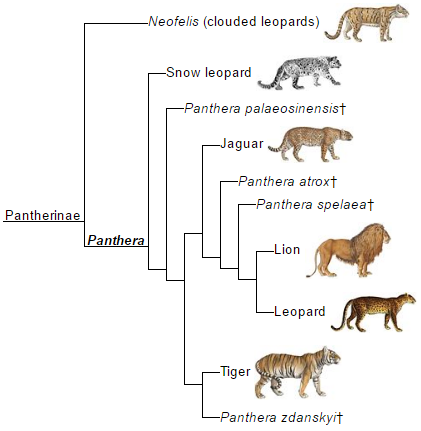 Neofelis (clouded leopards)
Snow leopard
Panthera palaeosinensis†
Jaguar
Panthera atrox†
Panthera spelaea†
Pantherinae
Panthera
Lion
Leopard
Tiger
Panthera zdanskyi†